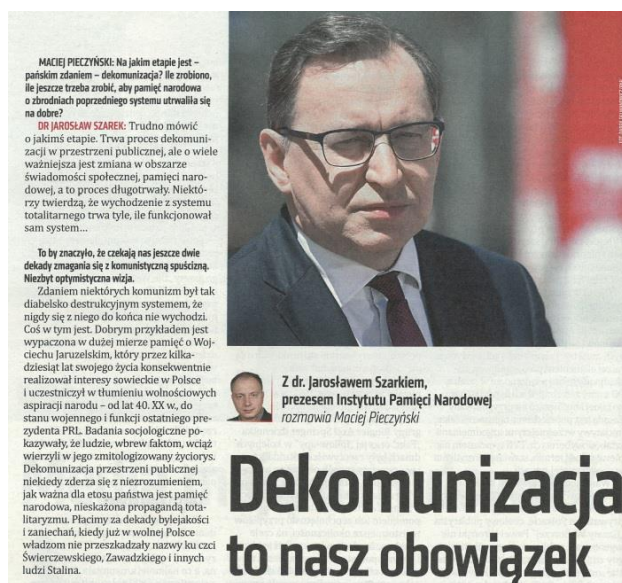 MACIEJ PIECZYŃSKI: Na jakim etapie jest –
pańskim zdaniem – dekomunizacja? Ile zrobiono,
ile jeszcze trzeba zrobić, aby pamięć narodowa
o zbrodniach poprzedniego systemu utrwaliła się
na dobre?
DR JAROSŁAW SZAREK: Trudno mówić
o jakimś etapie. Trwa proces dekomuni-
zacji w przestrzeni publicznej, ale o wiele
ważniejsza jest zmiana w obszarze
świadomości społecznej, pamięci naro-
dowej, a to proces długotrwały. Niektó-
rzy twierdzą, że wychodzenie z systemu
totalitarnego trwa tyle, ile funkcjonował
sam system…
To by znaczyło, że czekają nas jeszcze dwie
dekady zmagania się z komunistyczną spuścizną.
Niezbyt optymistyczna wizja.
Zdaniem niektórych komunizm był tak
diabelsko destrukcyjnym systemem, że
nigdy się z niego do końca nie wychodzi.
Coś w tym jest. Dobrym przykładem jest
wypaczona w dużej mierze pamięć o Woj-
ciechu Jaruzelskim, który przez kilka-
dziesiąt lat swojego życia konsekwentnie
realizował interesy sowieckie w Polsce
i uczestniczył w tłumieniu wolnościowych
aspiracji narodu – od lat 40. XX w., do
stanu wojennego i funkcji ostatniego pre-
zydenta PRL. Badania socjologiczne po-
kazywały, że ludzie, wbrew faktom, wciąż
wierzyli w jego zmitologizowany życiorys.
Dekomunizacja przestrzeni publicznej
niekiedy zderza się z niezrozumieniem,
jak ważna dla etosu państwa jest pamięć
narodowa, nieskażona propagandą tota-
litaryzmu. Płacimy za dekady bylejakości
i zaniechań, kiedy już w wolnej Polsce
władzom nie przeszkadzały nazwy ku czci
Świerczewskiego, Zawadzkiego i innych
ludzi Stalina.
Z dr. Jarosławem Szarkiem,
prezesem Instytutu Pamięci Narodowej
rozmawia Maciej Pieczyński
Dekomunizacja
to nasz obowiązek